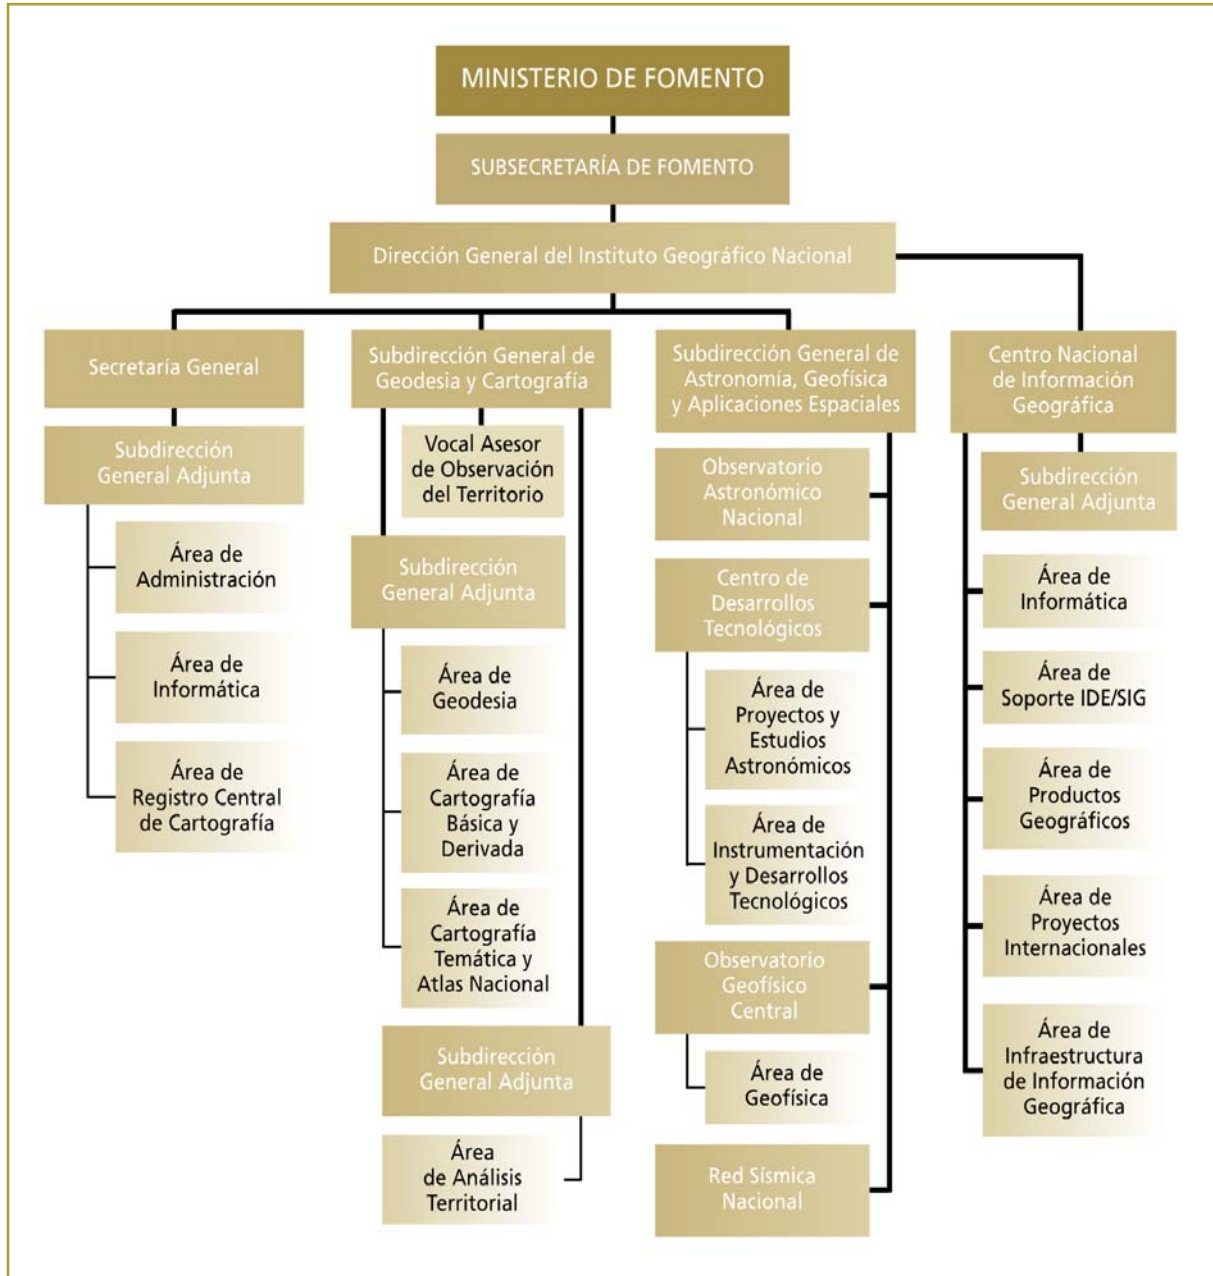 MINISTERIO DE FOMENTO
SUBSECRETARÍA DE FOMENTO
Dirección General del Instituto Geográfico Nacional
Secretaría General
Subdirección
General Adjunta
Área de
Administración
Área de
Informática
Área de
Registro Central
de Cartografía
Subdirección General de
Geodesia y Cartografía
Vocal Asesor
de Observación
del Territorio
Subdirección
General Adjunta
Área de
Geodesia
Área de
Cartografía
Básica y
Derivada
Área de
Cartografía
Temática y
Atlas Nacional
Subdirección
General Adjunta
Área
de Análisis
Territorial
Subdirección General de
Astronomía, Geofísica
y Aplicaciones Espaciales
Observatorio
Astronómico
Nacional
Centro de
Desarrollos
Tecnológicos
Área de
Proyectos y
Estudios
Astronómicos
Área de
Instrumentación
y Desarrollos
Tecnológicos
Observatorio
Geofísico
Central
Área de
Geofísica
Red Sísmica
Nacional
Centro Nacional
de Información
Geográfica
Subdirección
General Adjunta
Área de
Informática
Área de
Soporte IDE/SIG
Área de
Productos
Geográficos
Área de
Proyectos
Internacionales
Área de
Infraestructura
de Información
Geográfica